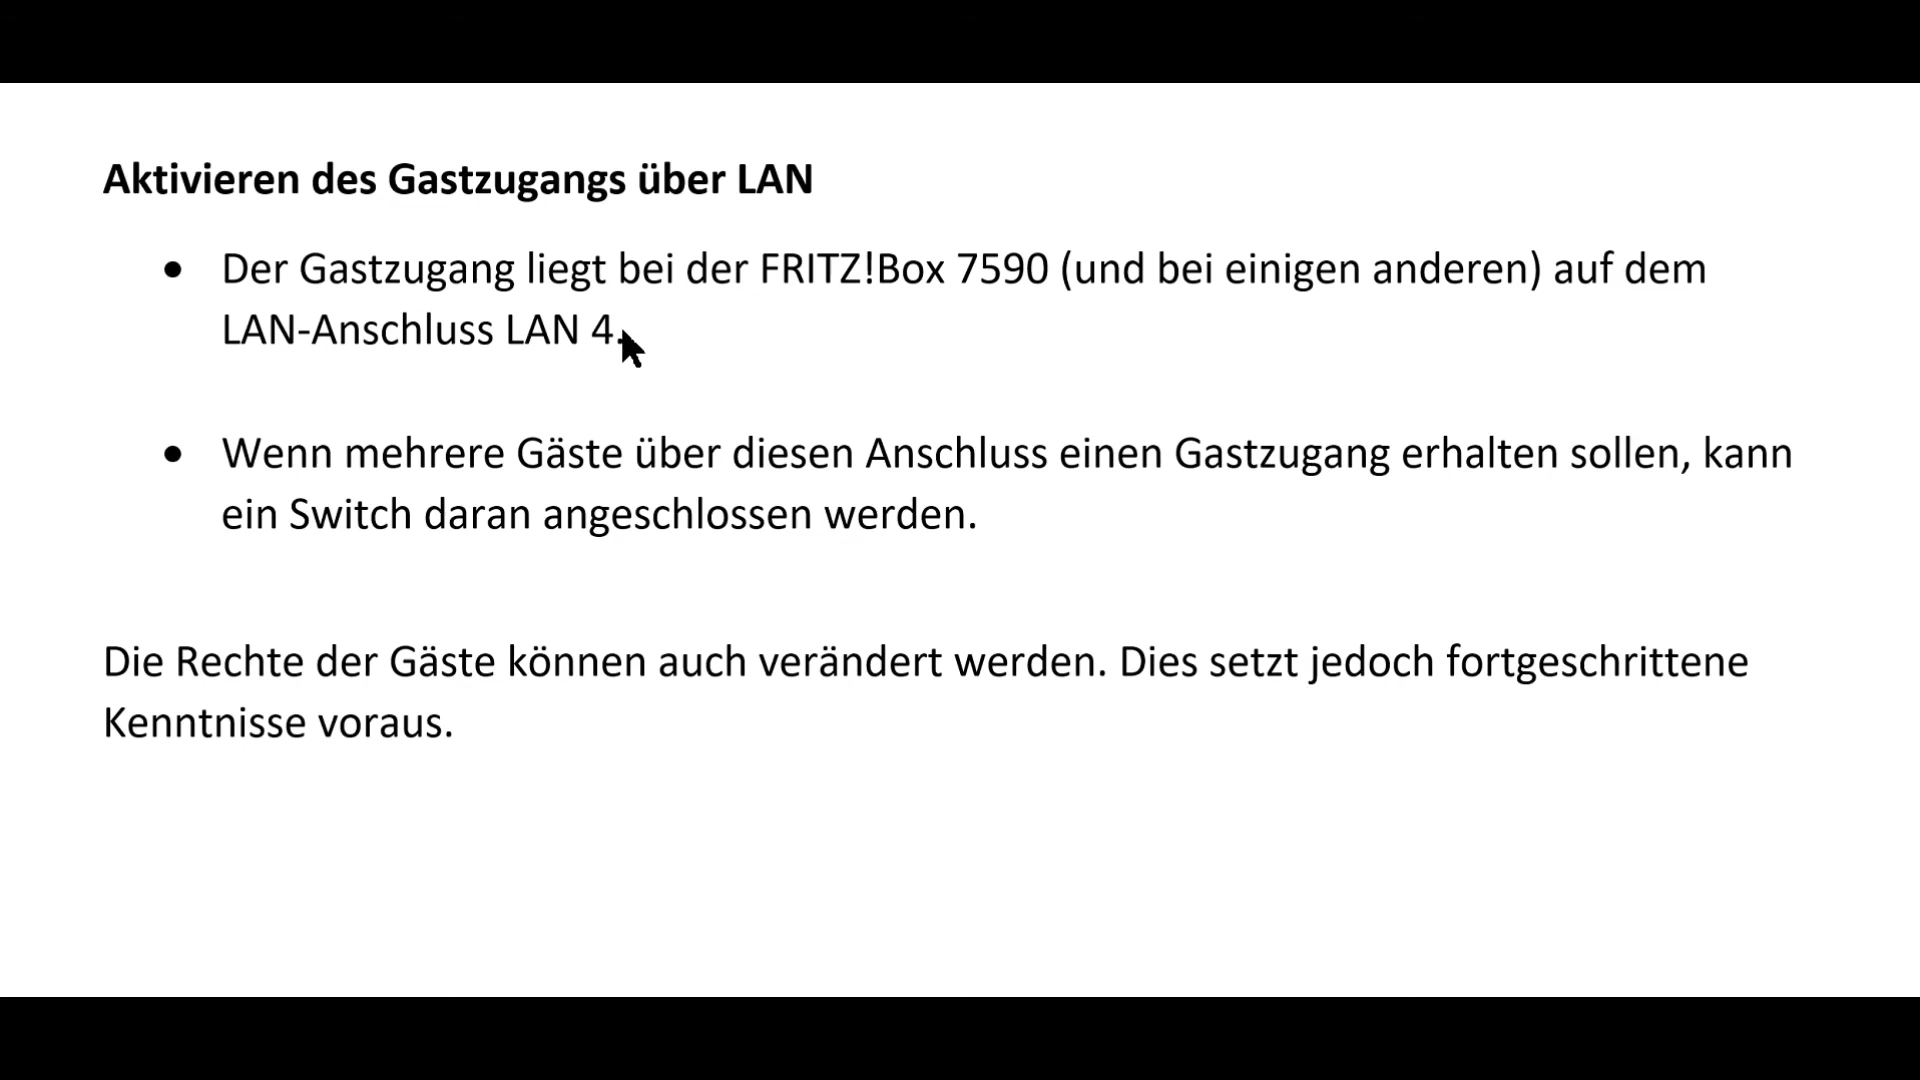 Aktivieren des Gastzugangs über LAN
• Der Gastzugang liegt bei der FRITZ!Box 7590 (und bei einigen anderen) auf dem
LAN-Anschluss LAN 4.
• Wenn mehrere Gäste über diesen Anschluss einen Gastzugang erhalten sollen, kann
ein Switch daran angeschlossen werden.
Die Rechte der Gäste können auch verändert werden. Dies setzt jedoch fortgeschrittene
Kenntnisse voraus.